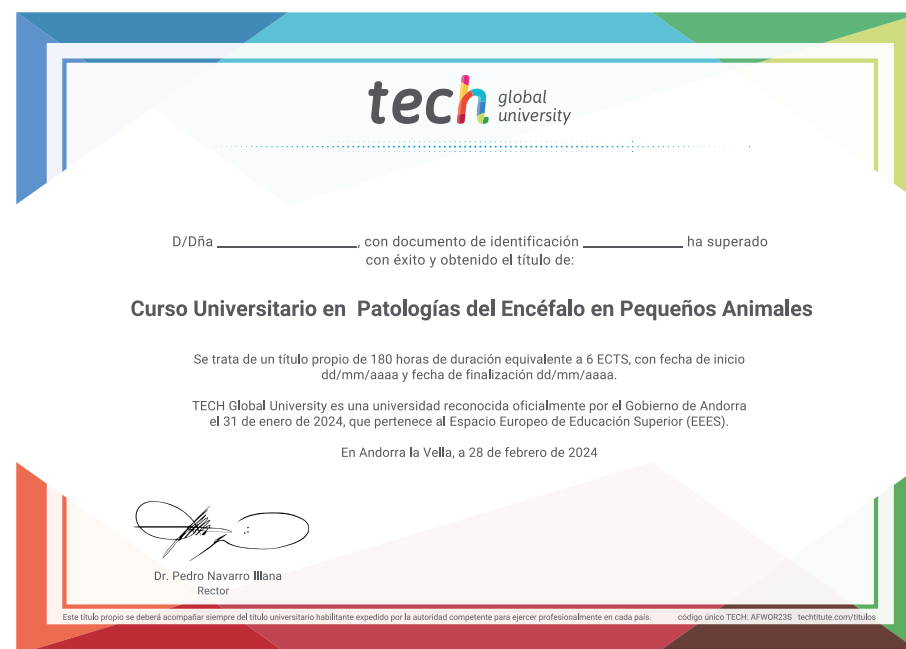 tech global university
D/Dña ____________, con documento de identificación ____________ ha superado
con éxito y obtenido el título de:
Curso Universitario en Patologías del Encéfalo en Pequeños Animales
Se trata de un título propio de 180 horas de duración equivalente a 6 ECTS, con fecha de inicio
dd/mm/aaaa y fecha de finalización dd/mm/aaaa.
TECH Global University es una universidad reconocida oficialmente por el Gobierno de Andorra
el 31 de enero de 2024, que pertenece al Espacio Europeo de Educación Superior (EEES).
En Andorra la Vella, a 28 de febrero de 2024
Dr. Pedro Navarro Illana
Rector
Este título propio se deberá acompañar siempre del título universitario habilitante expedido por la autoridad competente para ejercer profesionalmente en cada país. código único TECH: AFWOR23S techtitute.com/titulos